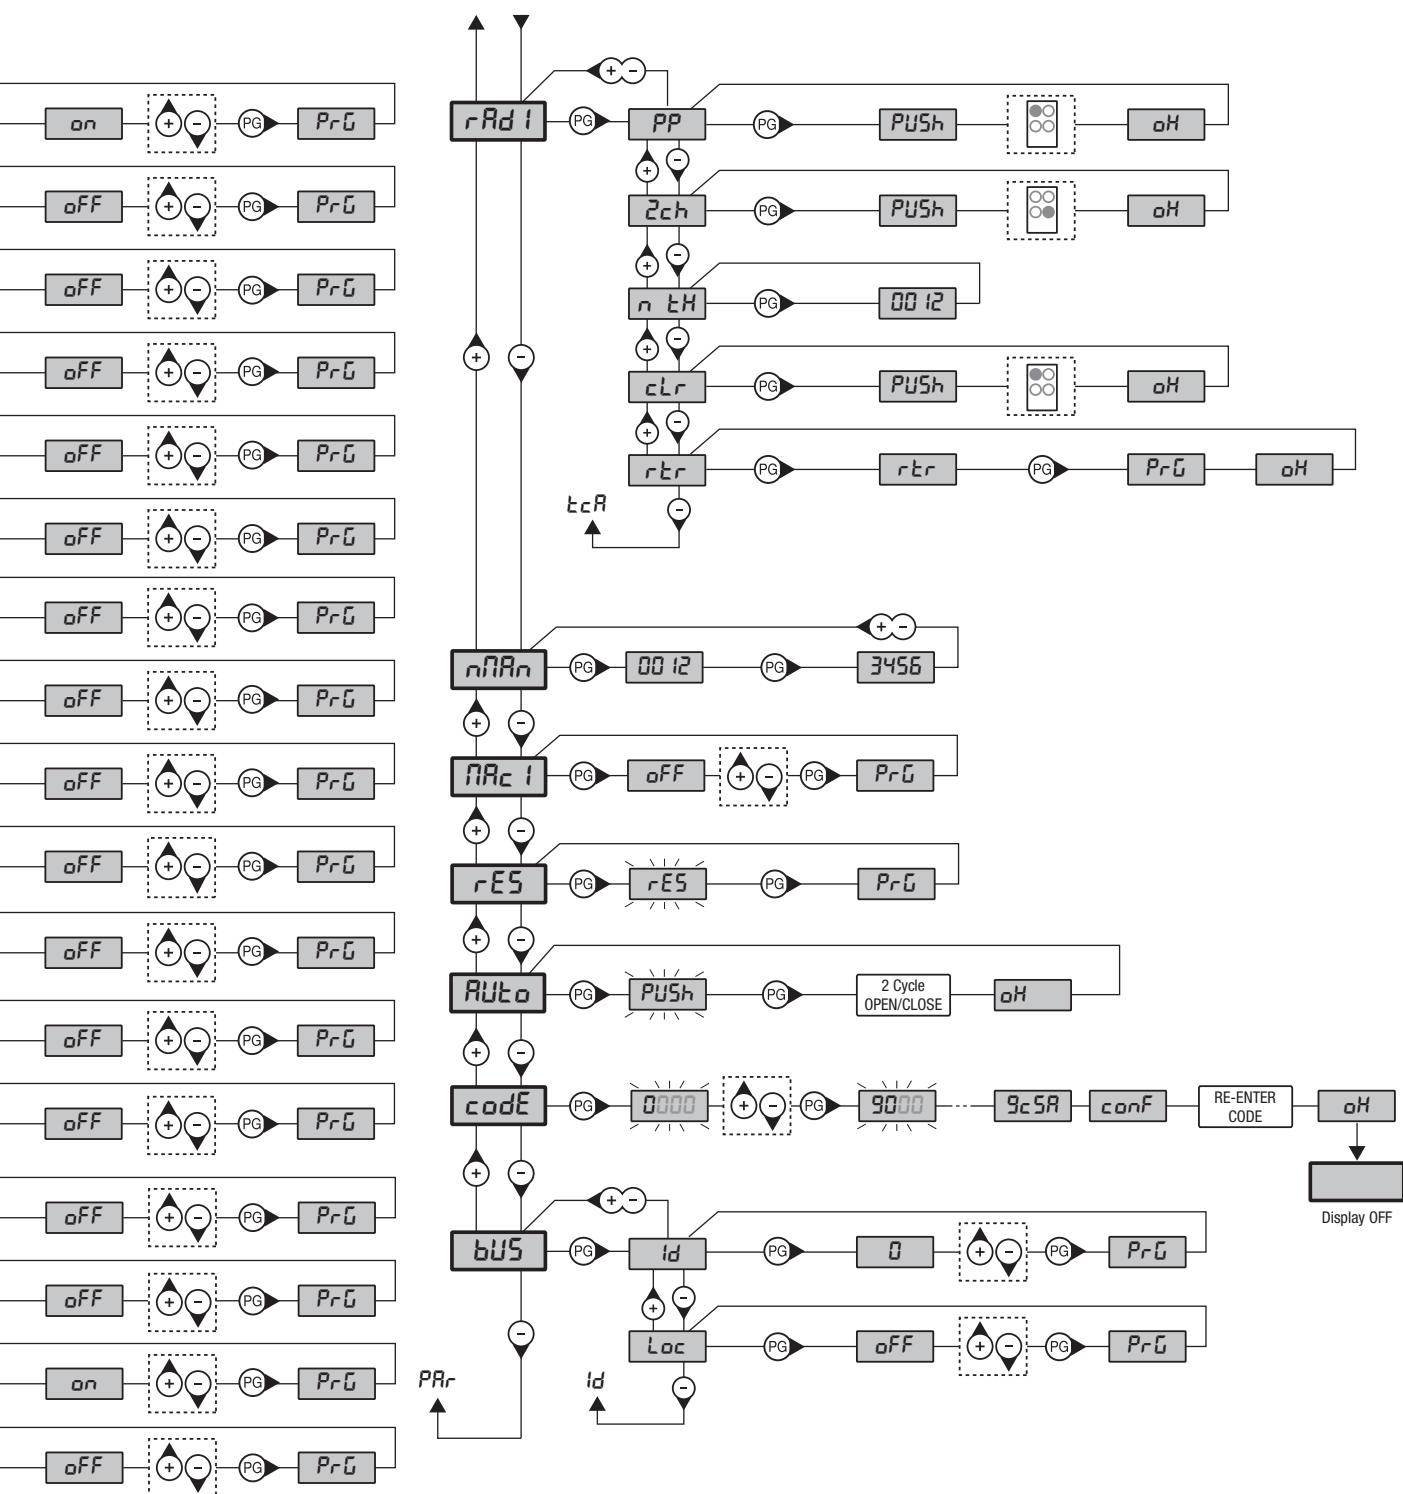 on + - PG PrG
oFF + - PG PrG
oFF + - PG PrG
oFF + - PG PrG
oFF + - PG PrG
oFF + - PG PrG
oFF + - PG PrG
oFF + - PG PrG
oFF + - PG PrG
oFF + - PG PrG
oFF + - PG PrG
oFF + - PG PrG
oFF + - PG PrG
oFF + - PG PrG
oFF + - PG PrG
on + - PG PrG
oFF + - PG PrG
+ -
rAd1 PG PP PG PUSh oH
+ -
2ch PG PUSh oH
+ -
n tH PG 0012
+ -
+ -
cLr PG PUSh oH
+ -
rtr PG rtr PG PrG oH
tcA -
+ -
nMAn PG 0012 PG 3456
+ -
MAc1 PG oFF + - PG PrG
+ -
rES PG rES PG PrG
+ -
AUto PG PUSh PG 2 Cycle
OPEN/CLOSE oH
+ -
codE PG 0000 + - PG 9000 --- 9c5A conF RE-ENTER
CODE oH
Display OFF
+ -
+ -
bUS PG Id PG 0 + - PG PrG
+ -
-
Loc PG oFF + - PG PrG
PAr
Id -